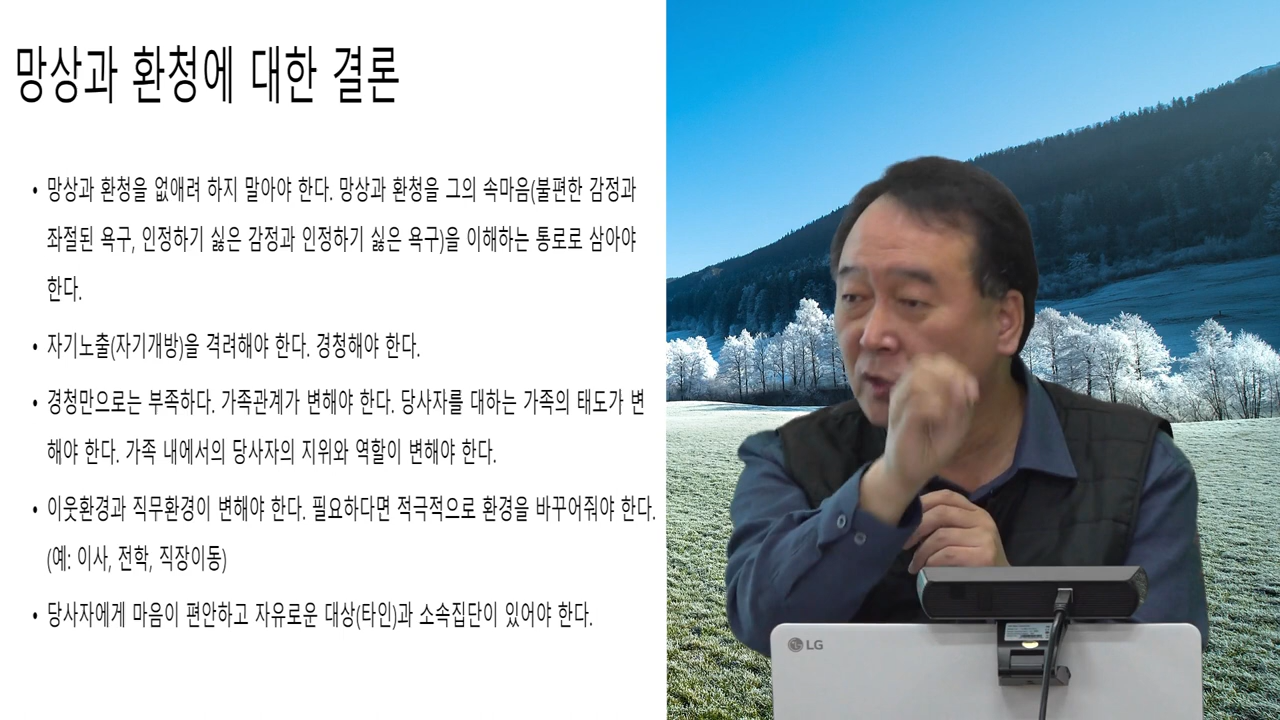 망상과 환청에 대한 결론
• 망상과 환청을 없애려 하지 말아야 한다. 망상과 환청을 그의 속마음(불편한 감정과
좌절된 욕구, 인정하기 싫은 감정과 인정하기 싫은 욕구)을 이해하는 통로로 삼아야
한다.
• 자기노출(자기개방)을 격려해야 한다. 경청해야 한다.
• 경청만으로는 부족하다. 가족관계가 변해야 한다. 당사자를 대하는 가족의 태도가 변
해야 한다. 가족 내에서의 당사자의 지위와 역할이 변해야 한다.
• 이웃환경과 직무환경이 변해야 한다. 필요하다면 적극적으로 환경을 바꾸어줘야 한다.
(예: 이사, 전학, 직장이동)
• 당사자에게 마음이 편안하고 자유로운 대상(타인)과 소속집단이 있어야 한다.
LG